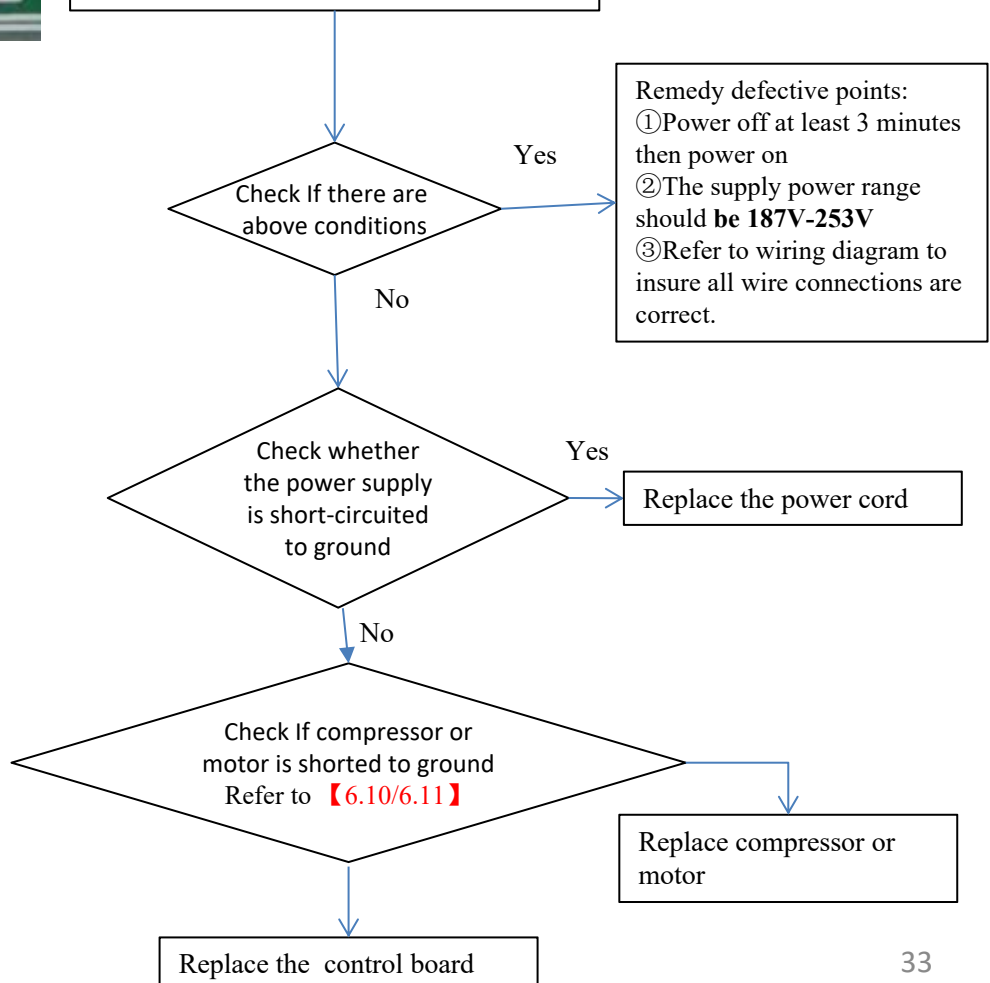 Remedy defective points:
①Power off at least 3 minutes
then power on
②The supply power range
should be 187V-253V
③Refer to wiring diagram to
insure all wire connections are
correct.
Yes
Check If there are
above conditions
No
Check whether
the power supply
is short-circuited
to ground
Yes
Replace the power cord
No
Check If compressor or
motor is shorted to ground
Refer to 【6.10/6.11】
Replace compressor or
motor
Replace the control board
33